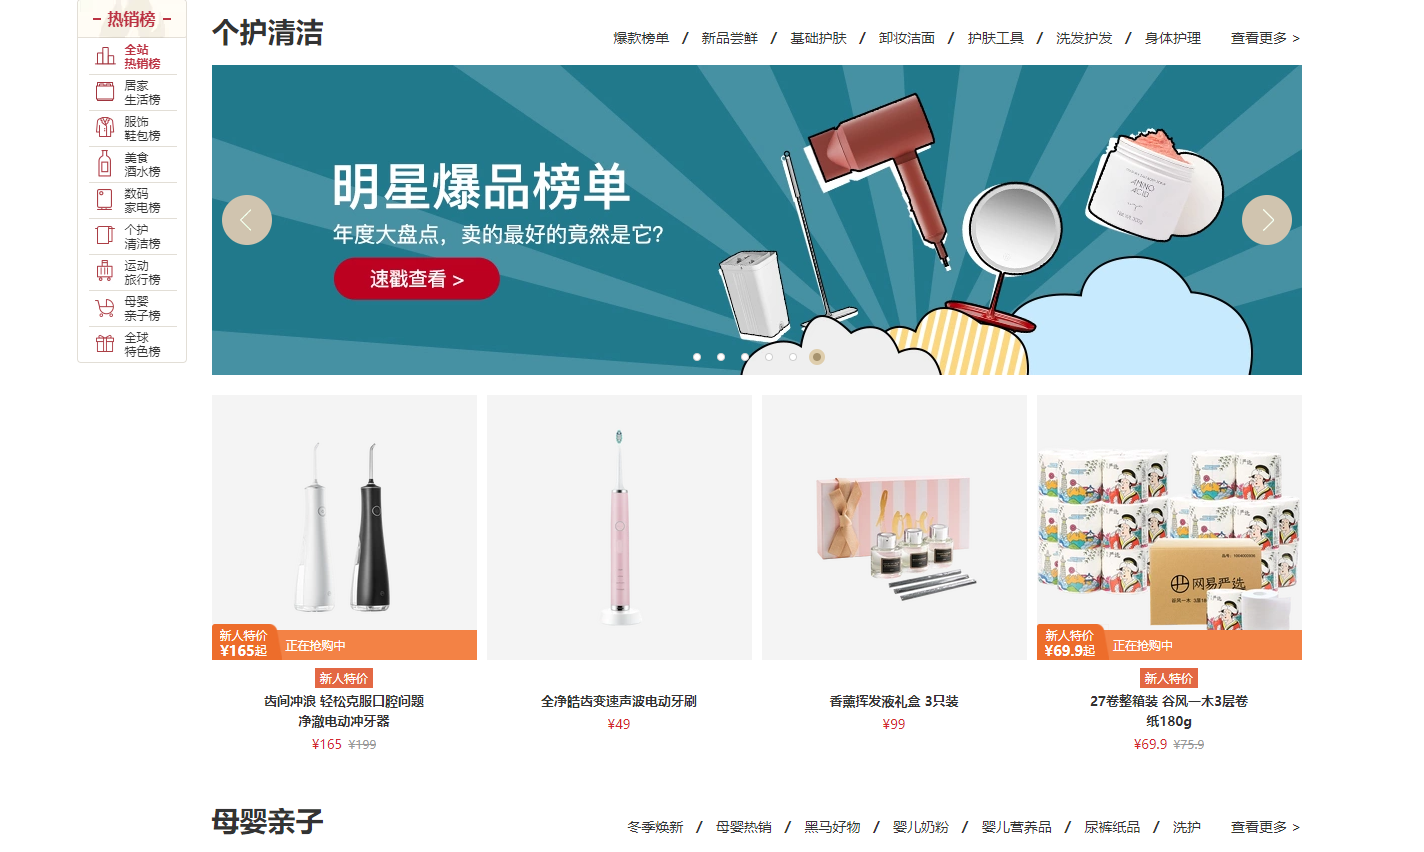 热销榜
全站
热销榜
居家
生活榜
服饰
鞋包榜
美食
酒水榜
数码
家电榜
个护
清洁榜
运动
旅行榜
母婴
亲子榜
全球
特色榜
个护清洁
爆款榜单 / 新品尝鲜 / 基础护肤 / 卸妆洁面 / 护肤工具 / 洗发护发 / 身体护理 查看更多 >
明星爆品榜单
年度大盘点，卖的最好的竟然是它?
速戳查看 >
AMINO
ACID
网易严选
新人特价
¥165起
正在抢购中
新人特价
¥69.9起
正在抢购中
新人特价
齿间冲浪 轻松克服口腔问题
净澈电动冲牙器
¥165 ¥199
全净皓齿变速声波电动牙刷
¥49
香薰挥发液礼盒 3只装
¥99
新人特价
27卷整箱装 谷风一木3层卷
纸180g
¥69.9 ¥75.9
母婴亲子
冬季焕新 / 母婴热销 / 黑马好物 / 婴儿奶粉 / 婴儿营养品 / 尿裤纸品 / 洗护 查看更多 >